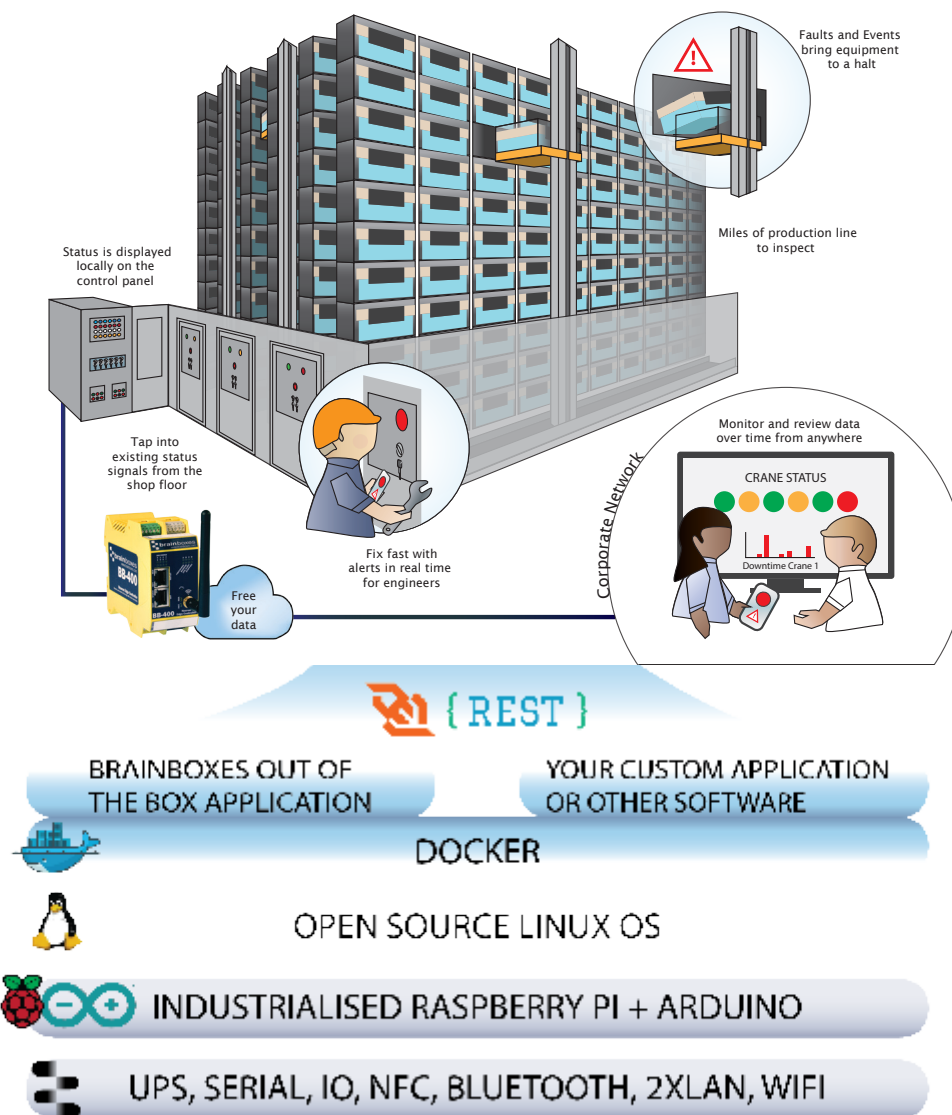 Faults and Events
bring equipment
to a halt
Miles of production line
to inspect
Status is displayed
locally on the
control panel
Tap into
existing status
signals from the
shop floor
Fix fast with
alerts in real time
for engineers
brainboxes
BB-400
BB-400
Free
your
data
Corporate Network
Monitor and review data
over time from anywhere
CRANE STATUS
Downtime Crane 1
{ REST }
BRAINBOXES OUT OF
THE BOX APPLICATION
YOUR CUSTOM APPLICATION
OR OTHER SOFTWARE
DOCKER
OPEN SOURCE LINUX OS
INDUSTRIALISED RASPBERRY PI + ARDUINO
UPS, SERIAL, IO, NFC, BLUETOOTH, 2XLAN, WIFI